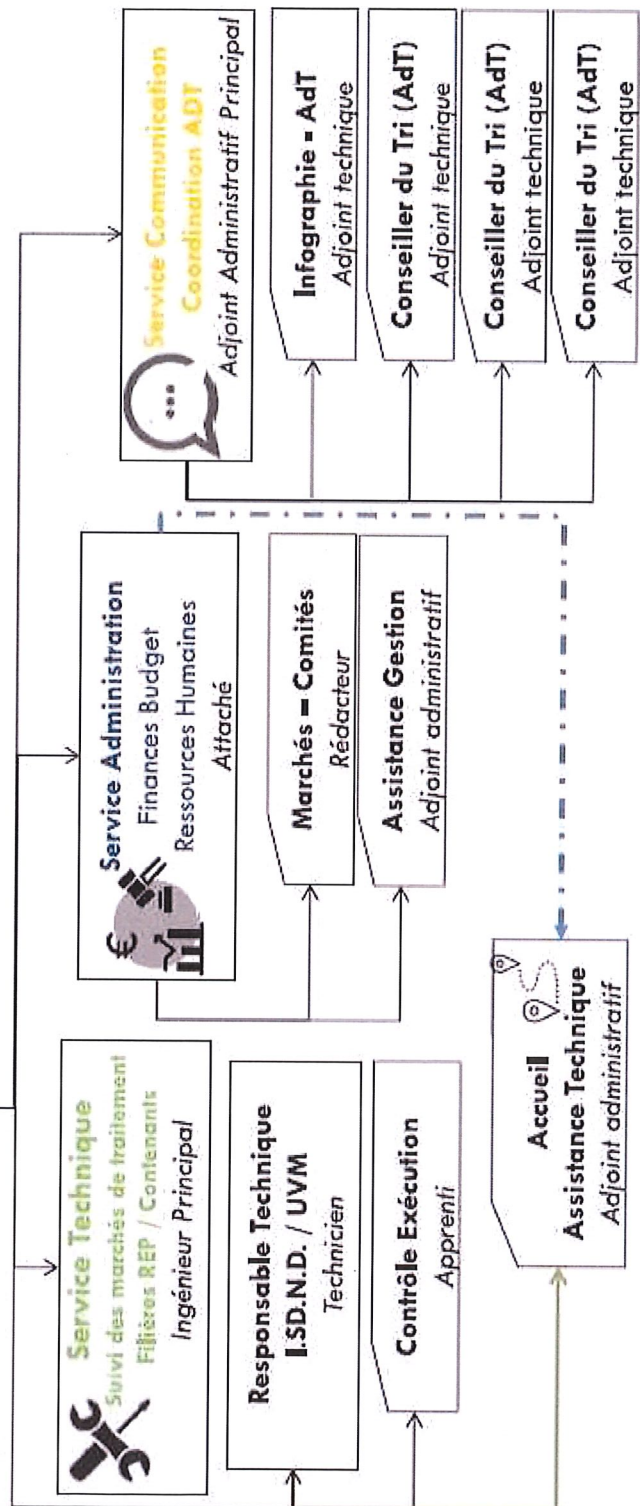 Service Technique
Suivi des marchés de traitement
Filières REP / Contenants
Ingénieur Principal
Responsable Technique
I.SD.N.D. / UVM
Technicien
Contrôle Exécution
Apprenti
Accueil
Assistance Technique
Adjoint administratif
Service Administration
Finances Budget
Ressources Humaines
Attaché
€
Marchés = Comités
Rédacteur
Assistance Gestion
Adjoint administratif
Service Communication
Coordination ADT
Adjoint Administratif Principal
Infographie = AdT
Adjoint technique
Conseiller du Tri (AdT)
Adjoint technique
Conseiller du Tri (AdT)
Adjoint technique
Conseiller du Tri (AdT)
Adjoint technique